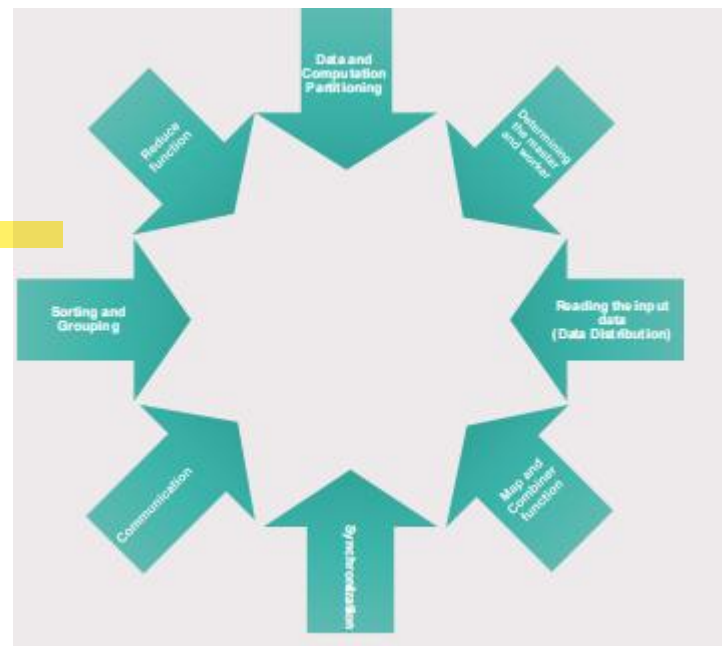 Data and
Computation
Partitioning
Determining
the master
and worker
Reading the input
data
(Data Distribution)
Map and
Combiner
function
Synchronization
Communication
Sorting and
Grouping
Reduce
function